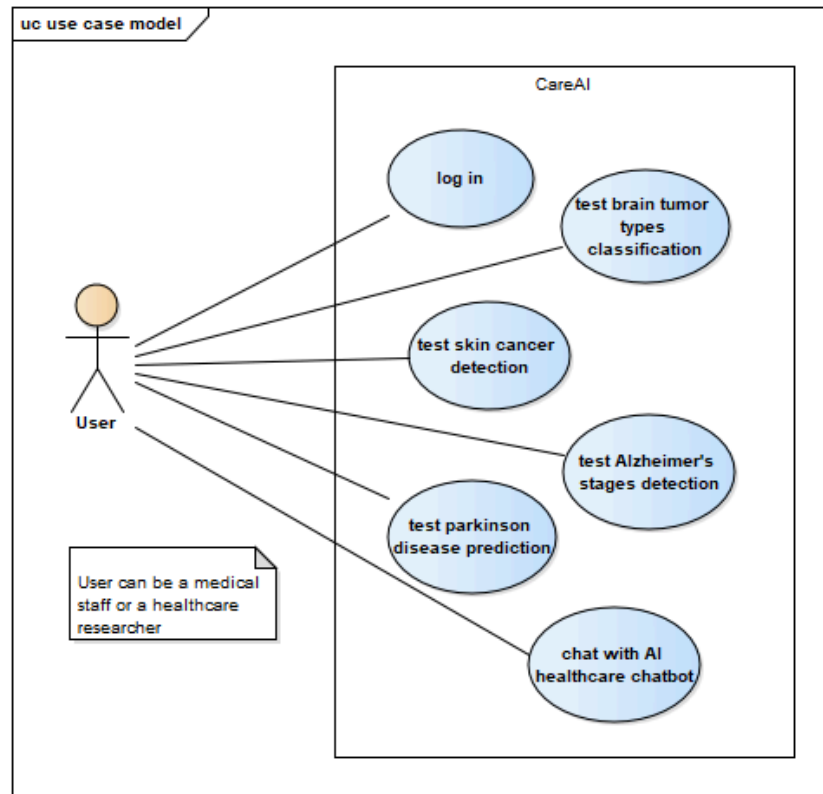 uc use case model
CareAI
log in
test brain tumor
types
classification
test skin cancer
detection
User
test Alzheimer's
stages detection
test parkinson
disease prediction
User can be a medical
staff or a healthcare
researcher
chat with AI
healthcare chatbot